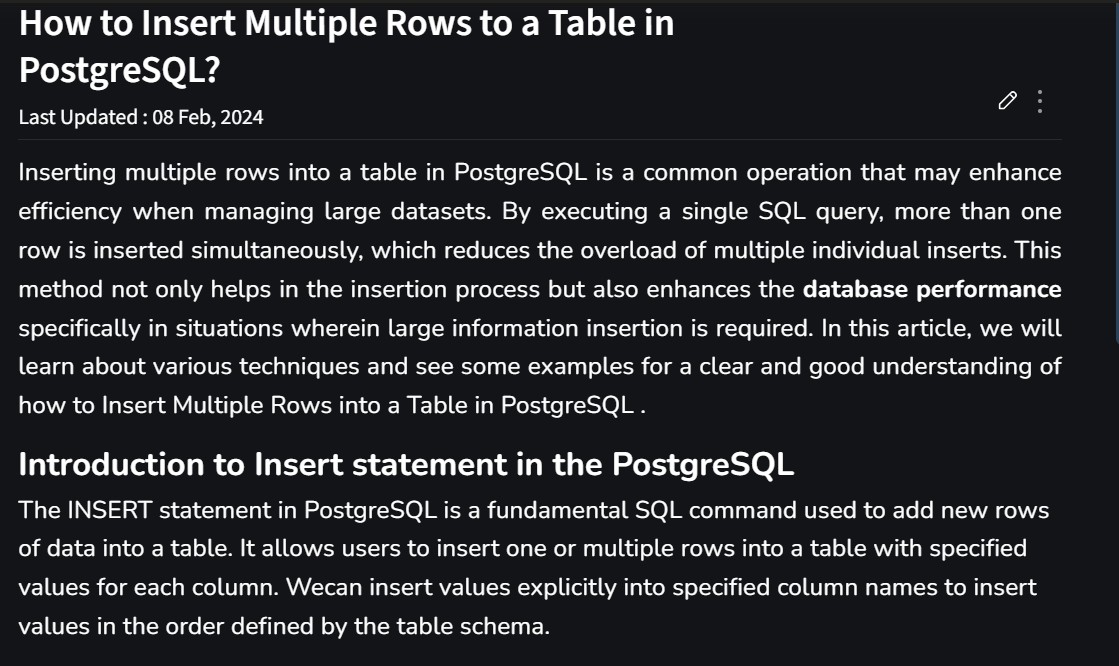 How to Insert Multiple Rows to a Table in
PostgreSQL?
Last Updated : 08 Feb, 2024
Inserting multiple rows into a table in PostgreSQL is a common operation that may enhance
efficiency when managing large datasets. By executing a single SQL query, more than one
row is inserted simultaneously, which reduces the overload of multiple individual inserts. This
method not only helps in the insertion process but also enhances the database performance
specifically in situations wherein large information insertion is required. In this article, we will
learn about various techniques and see some examples for a clear and good understanding of
how to Insert Multiple Rows into a Table in PostgreSQL .
Introduction to Insert statement in the PostgreSQL
The INSERT statement in PostgreSQL is a fundamental SQL command used to add new rows
of data into a table. It allows users to insert one or multiple rows into a table with specified
values for each column. Wecan insert values explicitly into specified column names to insert
values in the order defined by the table schema.